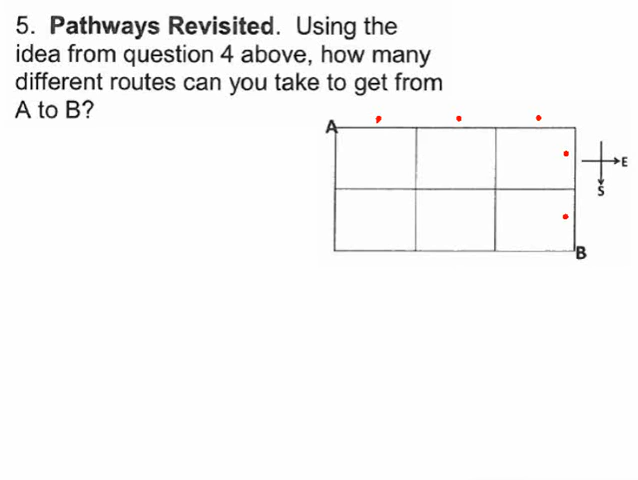 5. Pathways Revisited. Using the
idea from question 4 above, how many
different routes can you take to get from
A to B?
A
E
S
B